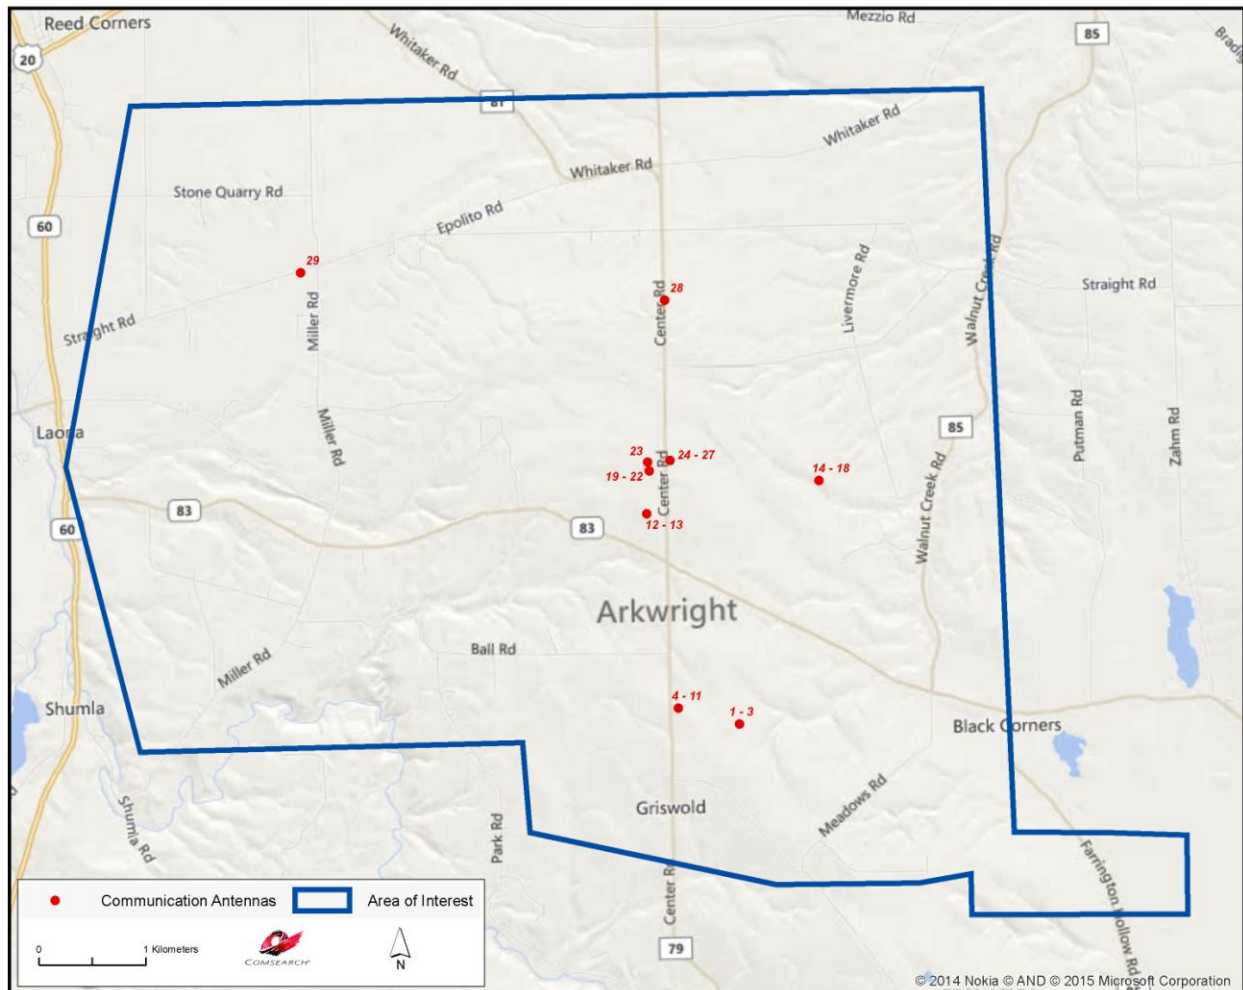 Reed Corners
Mezzio Rd
85
20
Whitaker Rd
81
Whitaker Rd
Whitaker Rd
Stone Quarry Rd
Epolito Rd
60
29
Straight Rd
Miller Rd
28
Center Rd
Livermore Rd
Walnut Creek Rd
Straight Rd
Laona
Miller Rd
85
Putman Rd
Zahm Rd
23
24 - 27
19 - 22
Center Rd
14 - 18
83
60
83
12 - 13
Walnut Creek Rd
Arkwright
Ball Rd
Miller Rd
4 - 11
1 - 3
Shumla
Black Corners
Shumla Rd
Park Rd
Griswold
Meadows Rd
Center Rd
Farrington Hollow Rd
79
Communication Antennas
Area of Interest
0
1 Kilometers
COMSEARCH
N
© 2014 Nokia © AND © 2015 Microsoft Corporation